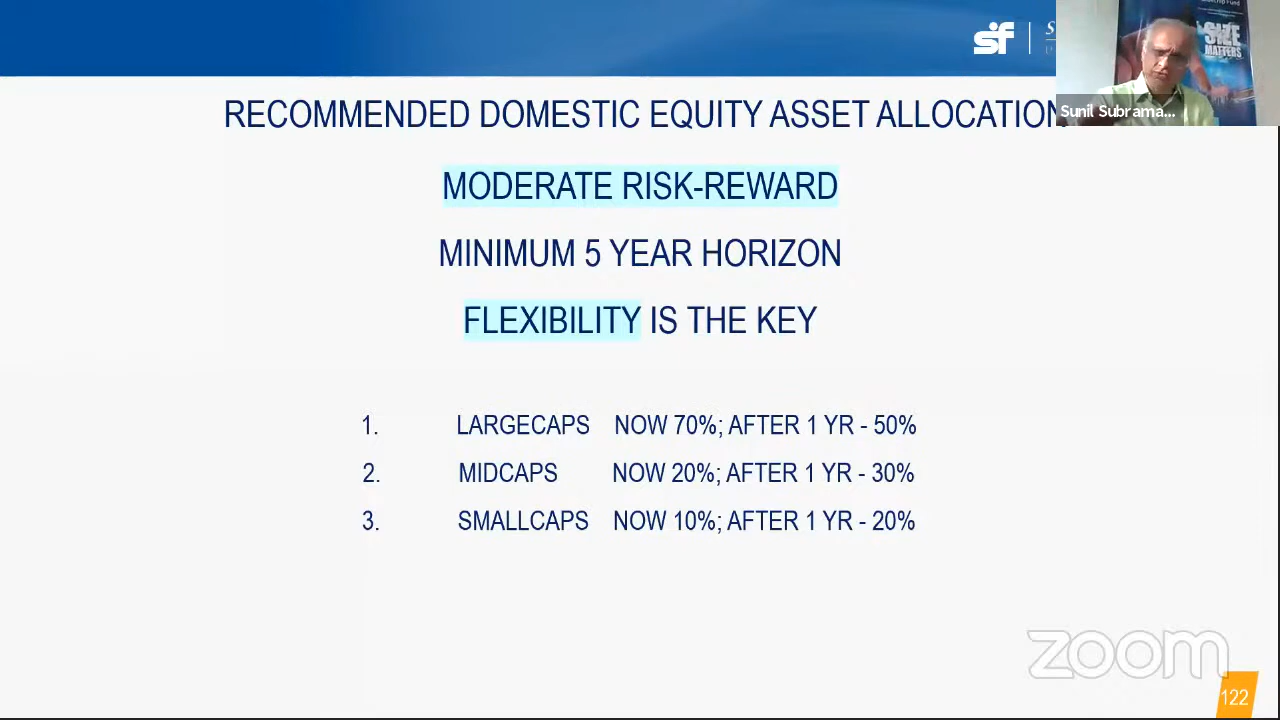 sf
SIZE
MATTERS
Sunil Subrama...
RECOMMENDED DOMESTIC EQUITY ASSET ALLOCATION
MODERATE RISK-REWARD
MINIMUM 5 YEAR HORIZON
FLEXIBILITY IS THE KEY
1. LARGECAPS NOW 70%; AFTER 1 YR - 50%
2. MIDCAPS NOW 20%; AFTER 1 YR - 30%
3. SMALLCAPS NOW 10%; AFTER 1 YR - 20%
zoom
122